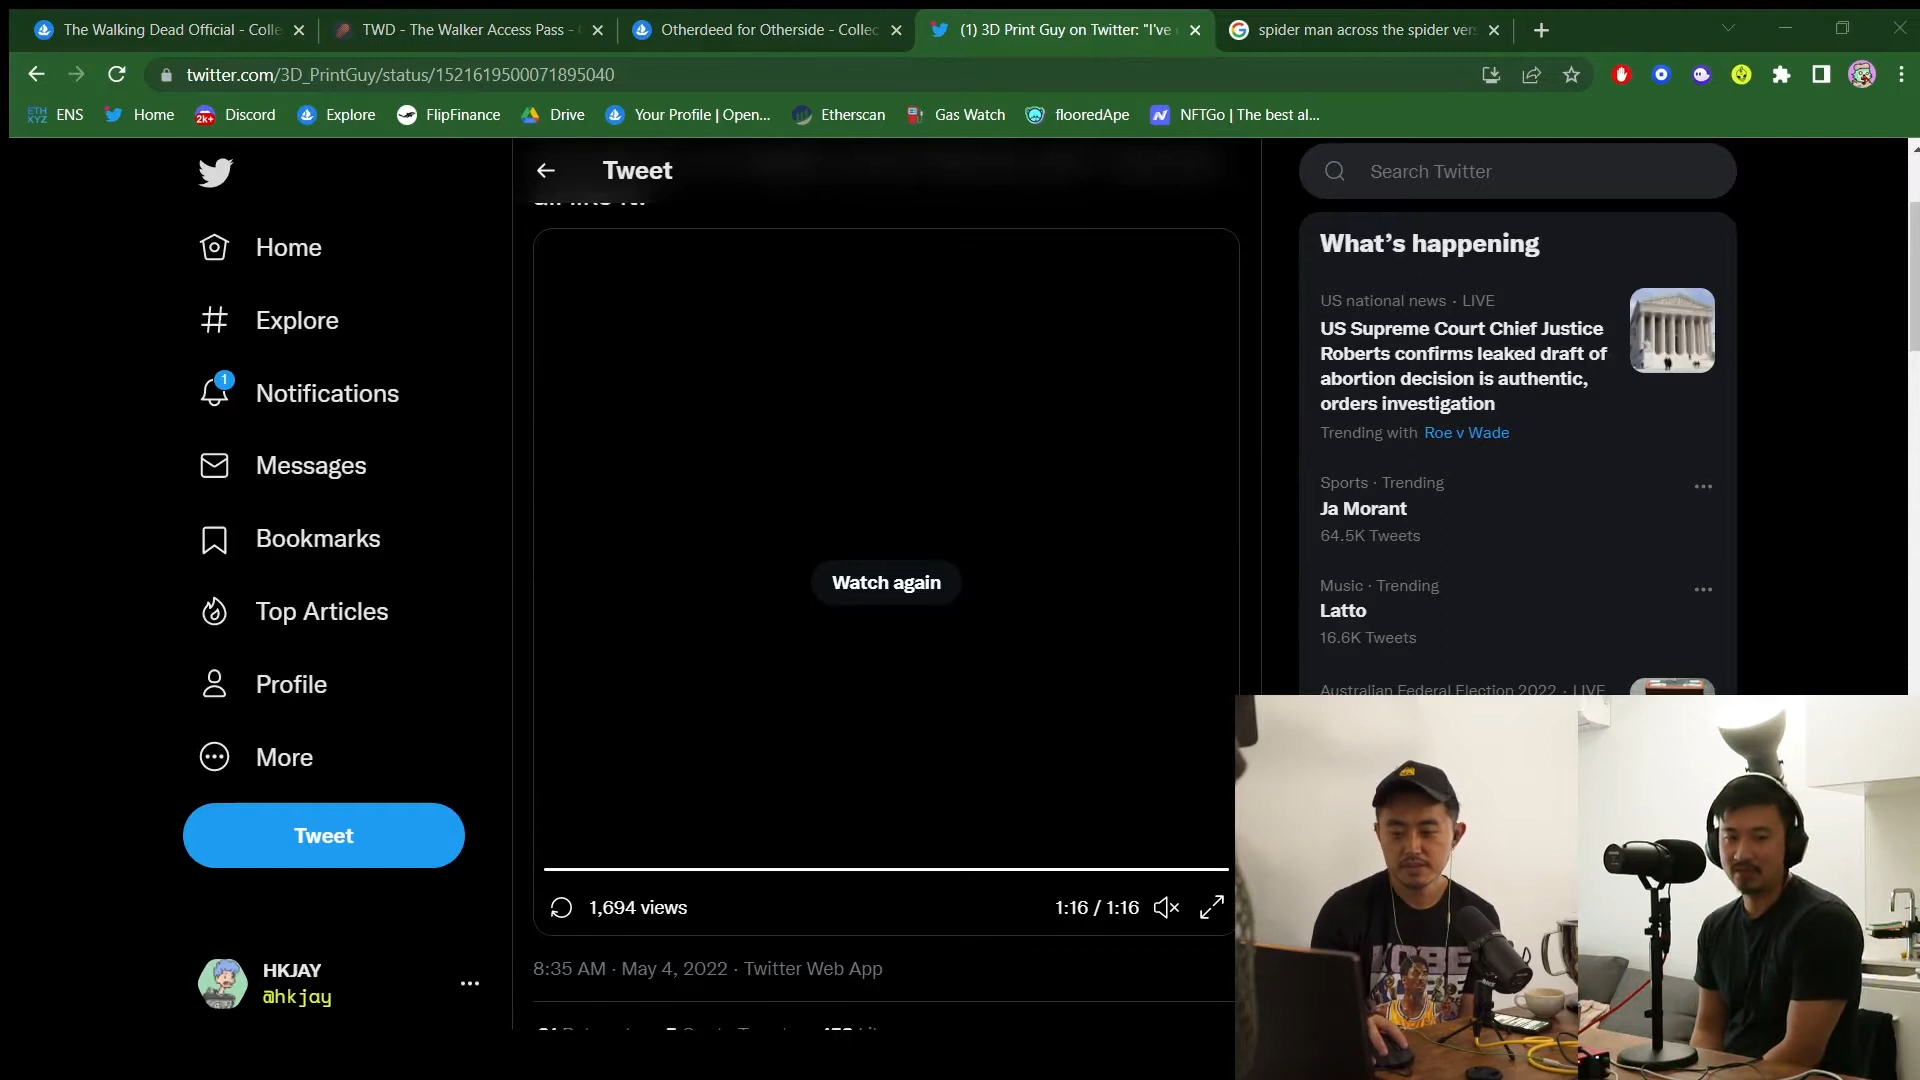 The Walking Dead Official - Colle
TWD - The Walker Access Pass -
Otherdeed for Otherside - Collec
(1) 3D Print Guy on Twitter: "I've
spider man across the spider ver
twitter.com/3D_PrintGuy/status/1521619500071895040
ETH XYZ
ENS
Home
2k+
Discord
Explore
FlipFinance
Drive
Your Profile | Open...
Etherscan
Gas Watch
flooredApe
NFTGo | The best al...
Home
Explore
1
Notifications
Messages
Bookmarks
Top Articles
Profile
More
Tweet
HKJAY
@hkjay
Tweet
Watch again
1,694 views
1:16 / 1:16
8:35 AM · May 4, 2022 · Twitter Web App
Search Twitter
What's happening
US national news · LIVE
US Supreme Court Chief Justice
Roberts confirms leaked draft of
abortion decision is authentic,
orders investigation
Trending with Roe v Wade
Sports · Trending
Ja Morant
64.5K Tweets
Music · Trending
Latto
16.6K Tweets
Australian Federal Election 2022 · LIVE
KOBE